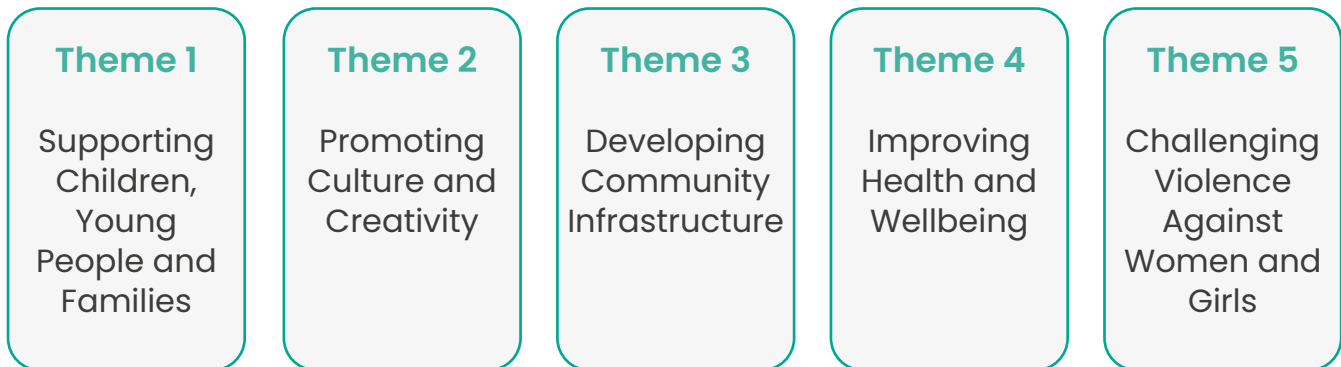 Theme 1
Supporting
Children,
Young
People and
Families
Theme 2
Promoting
Culture and
Creativity
Theme 3
Developing
Community
Infrastructure
Theme 4
Improving
Health and
Wellbeing
Theme 5
Challenging
Violence
Against
Women and
Girls